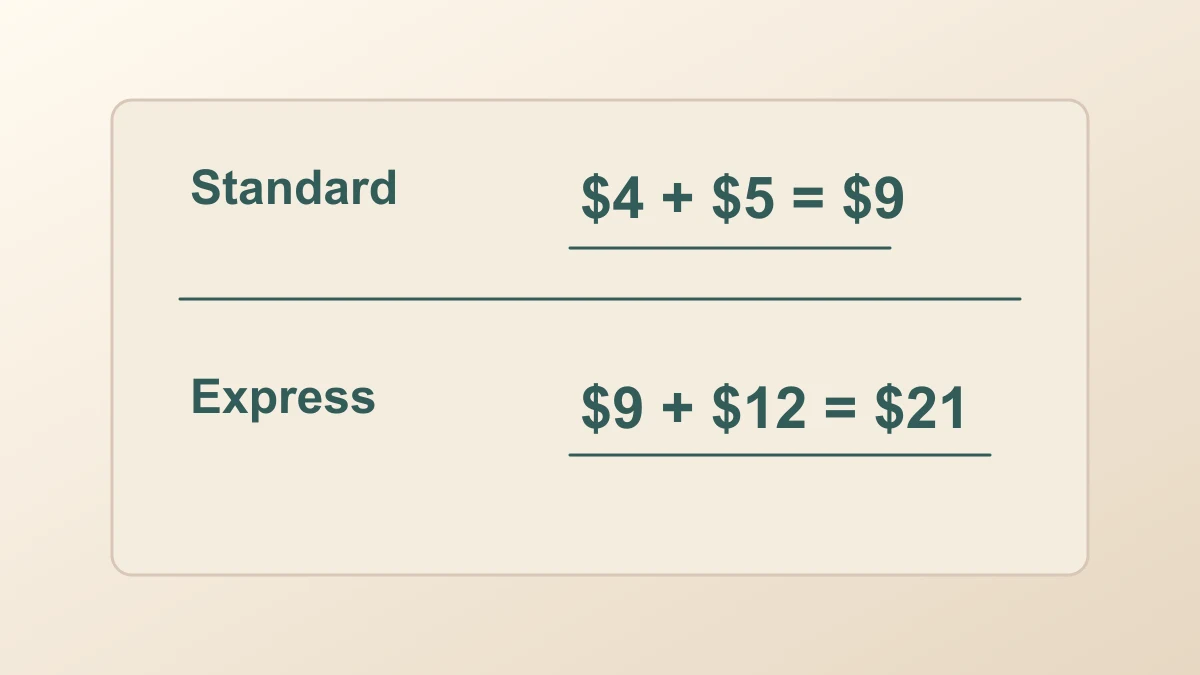 Standard $4 + $5 = $9
Express $9 + $12 = $21